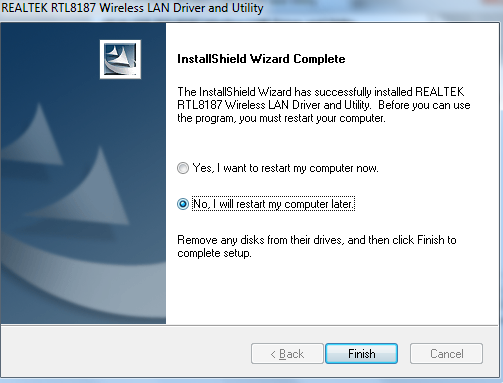 REALTEK RTL8187 Wireless LAN Driver and Utility
InstallShield Wizard Complete
The InstallShield Wizard has successfully installed REALTEK
RTL8187 Wireless LAN Driver and Utility.  Before you can use
the program, you must restart your computer.
Yes, I want to restart my computer now.
No, I will restart my computer later.
Remove any disks from their drives, and then click Finish to
complete setup.
< Back
Finish
Cancel